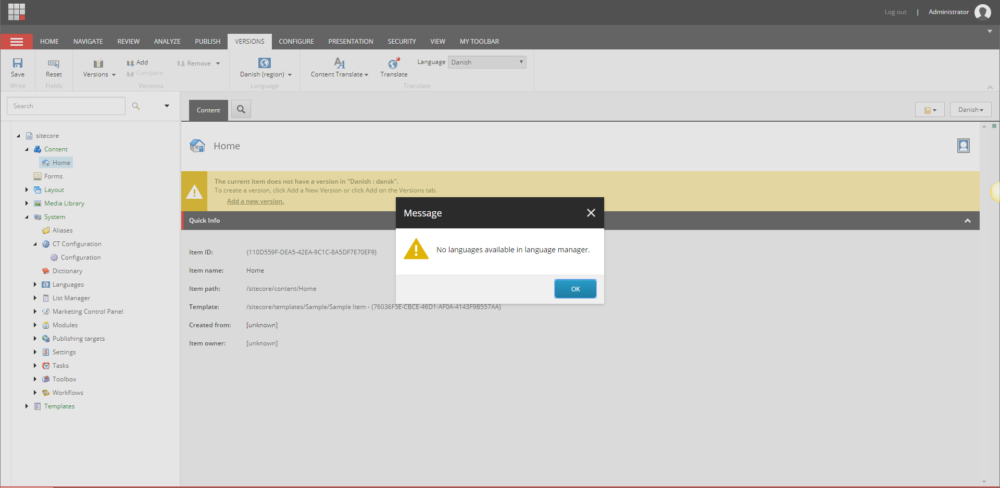 Log out | Administrator
HOME NAVIGATE REVIEW ANALYZE PUBLISH VERSIONS CONFIGURE PRESENTATION SECURITY VIEW MY TOOLBAR
Save
Write
Reset
Fields
Versions
Add
Compare
Remove
Versions
Danish (region)
Language
Content Translate
Translate
Language Danish
Translate
Search
Content
Danish
sitecore
Content
Home
Forms
Layout
Media Library
System
Aliases
CT Configuration
Configuration
Dictionary
Languages
List Manager
Marketing Control Panel
Modules
Publishing targets
Settings
Tasks
Toolbox
Workflows
Templates
Home
The current item does not have a version in "Danish : dansk".
To create a version, click Add a New Version or click Add on the Versions tab.
Add a new version.
Quick Info
Item ID: {110D559F-DEA5-42EA-9C1C-8A5DF7E70EF9}
Item name: Home
Item path: /sitecore/content/Home
Template: /sitecore/templates/Sample/Sample Item - {76036F5E-CBCE-46D1-AF0A-4143F9B557AA}
Created from: [unknown]
Item owner: [unknown]
Message
No languages available in language manager.
OK